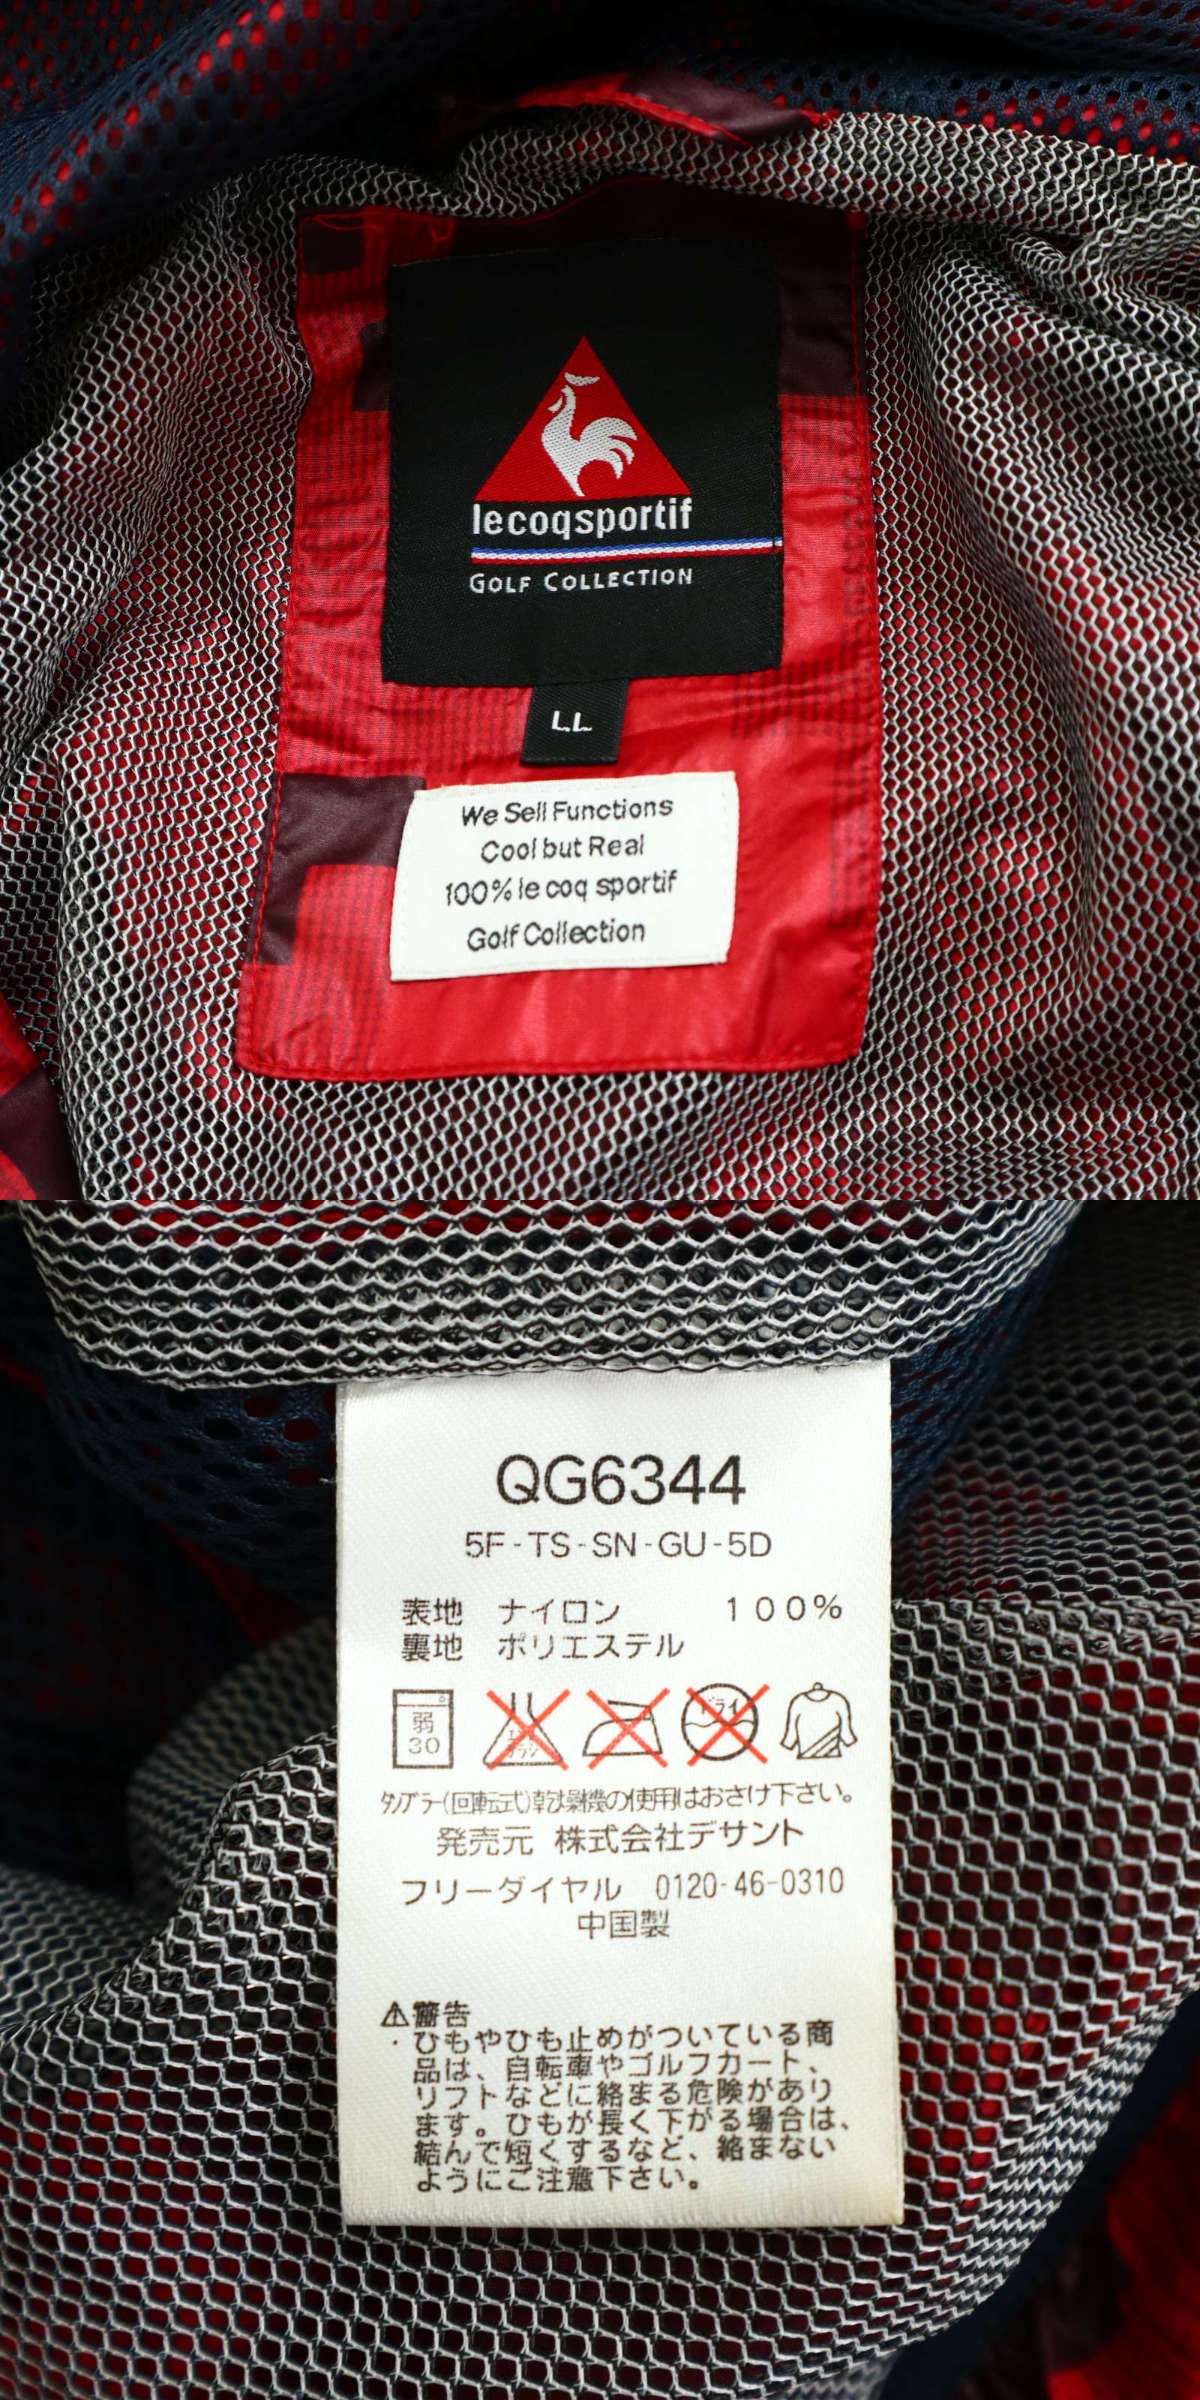 lecoqsportif
GOLF COLLECTION
LL
We Sell Functions
Cool but Real
100% le coq sportif
Golf Collection
QG6344
5F-TS-SN-GU-5D
表地 ナイロン 100%
裏地 ポリエステル
弱
30
エンソ
サラシ
ドライ
タンブラー(回転式)乾燥機の使用はおさけ下さい。
発売元 株式会社デサント
フリーダイヤル 0120-46-0310
中国製
⚠警告
・ひもやひも止めがついている商
品は、自転車やゴルフカート、
リフトなどに絡まる危険があり
ます。ひもが長く下がる場合は、
結んで短くするなど、絡まない
ようにご注意下さい。